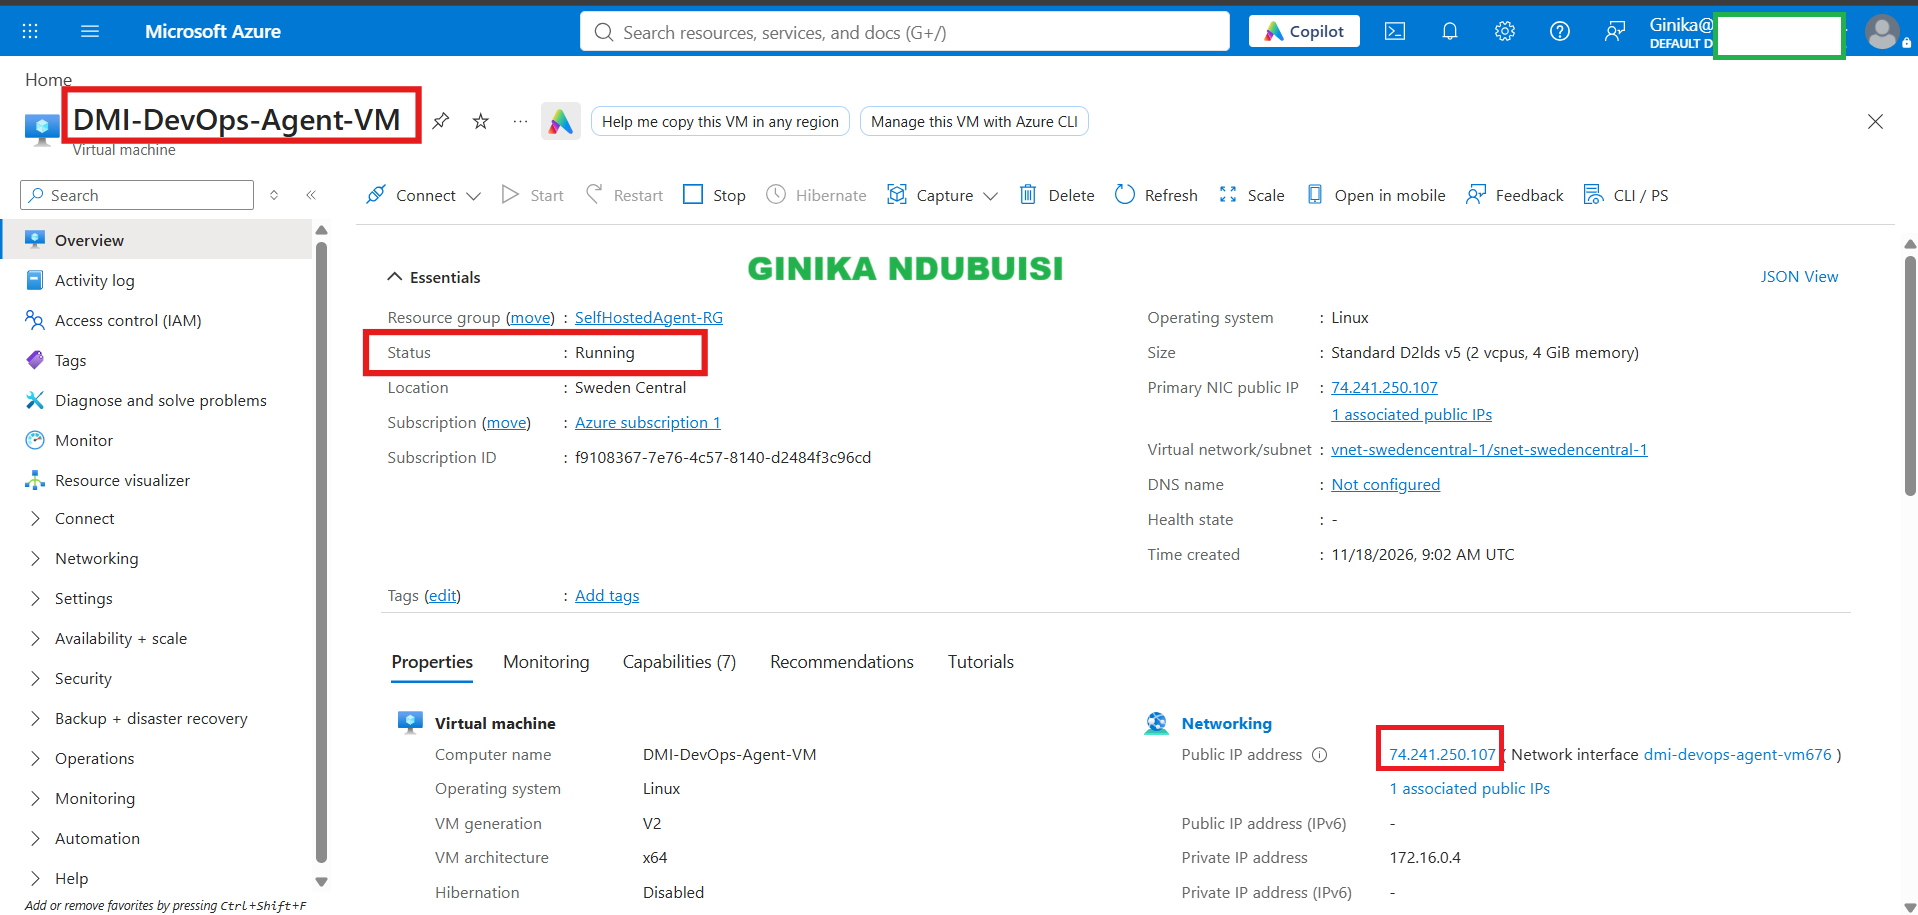 Microsoft Azure
Search resources, services, and docs (G+/)
Copilot
Ginika@
DEFAULT D
Home
DMI-DevOps-Agent-VM
Virtual machine
Help me copy this VM in any region
Manage this VM with Azure CLI
Search
Connect
Start
Restart
Stop
Hibernate
Capture
Delete
Refresh
Scale
Open in mobile
Feedback
CLI / PS
Overview
Activity log
Access control (IAM)
Tags
Diagnose and solve problems
Monitor
Resource visualizer
Connect
Networking
Settings
Availability + scale
Security
Backup + disaster recovery
Operations
Monitoring
Automation
Help
Add or remove favorites by pressing Ctrl+Shift+F
Essentials
GINIKA NDUBUISI
JSON View
Resource group (move) : SelfHostedAgent-RG
Status : Running
Location : Sweden Central
Subscription (move) : Azure subscription 1
Subscription ID : f9108367-7e76-4c57-8140-d2484f3c96cd
Operating system : Linux
Size : Standard D2lds v5 (2 vcpus, 4 GiB memory)
Primary NIC public IP : 74.241.250.107
1 associated public IPs
Virtual network/subnet : vnet-swedencentral-1/snet-swedencentral-1
DNS name : Not configured
Health state : -
Time created : 11/18/2026, 9:02 AM UTC
Tags (edit) : Add tags
Properties
Monitoring
Capabilities (7)
Recommendations
Tutorials
Virtual machine
Computer name DMI-DevOps-Agent-VM
Operating system Linux
VM generation V2
VM architecture x64
Hibernation Disabled
Networking
Public IP address 74.241.250.107 ( Network interface dmi-devops-agent-vm676 )
1 associated public IPs
Public IP address (IPv6) -
Private IP address 172.16.0.4
Private IP address (IPv6) -